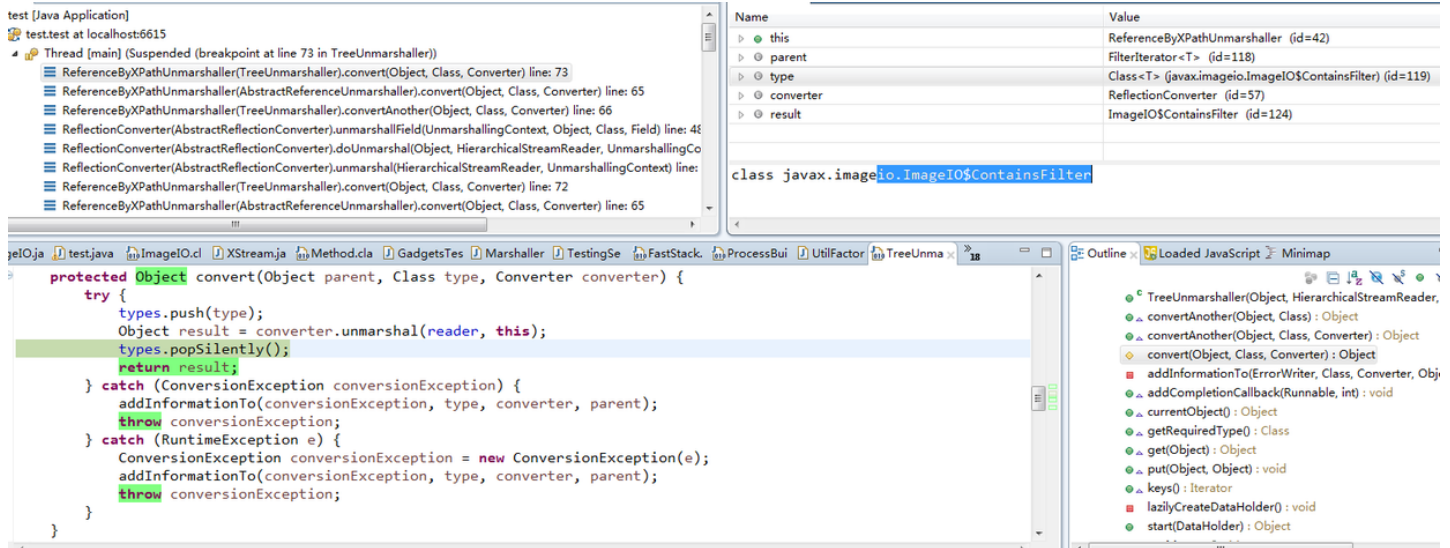 test [Java Application]
test.test at localhost:6615
Thread [main] (Suspended (breakpoint at line 73 in TreeUnmarshaller))
ReferenceByXPathUnmarshaller(TreeUnmarshaller).convert(Object, Class, Converter) line: 73
ReferenceByXPathUnmarshaller(AbstractReferenceUnmarshaller).convert(Object, Class, Converter) line: 65
ReferenceByXPathUnmarshaller(TreeUnmarshaller).convertAnother(Object, Class, Converter) line: 66
ReflectionConverter(AbstractReflectionConverter).unmarshallField(UnmarshallingContext, Object, Class, Field) line: 48
ReflectionConverter(AbstractReflectionConverter).doUnmarshal(Object, HierarchicalStreamReader, UnmarshallingCo
ReflectionConverter(AbstractReflectionConverter).unmarshal(HierarchicalStreamReader, UnmarshallingContext) line:
ReferenceByXPathUnmarshaller(TreeUnmarshaller).convert(Object, Class, Converter) line: 72
ReferenceByXPathUnmarshaller(AbstractReferenceUnmarshaller).convert(Object, Class, Converter) line: 65
Name Value
this ReferenceByXPathUnmarshaller (id=42)
parent FilterIterator<T> (id=118)
type Class<T> (javax.imageio.ImageIO$ContainsFilter) (id=119)
converter ReflectionConverter (id=57)
result ImageIO$ContainsFilter (id=124)
class javax.imageio.ImageIO$ContainsFilter
geIO.ja test.java ImageIO.cl XStream.ja Method.cla GadgetsTes Marshaller TestingSe FastStack. ProcessBui UtilFactor TreeUnma 18
protected Object convert(Object parent, Class type, Converter converter) {
try {
types.push(type);
Object result = converter.unmarshal(reader, this);
types.popSilently();
return result;
} catch (ConversionException conversionException) {
addInformationTo(conversionException, type, converter, parent);
throw conversionException;
} catch (RuntimeException e) {
ConversionException conversionException = new ConversionException(e);
addInformationTo(conversionException, type, converter, parent);
throw conversionException;
}
}
Outline Loaded JavaScript Minimap
TreeUnmarshaller(Object, HierarchicalStreamReader,
convertAnother(Object, Class) : Object
convertAnother(Object, Class, Converter) : Object
convert(Object, Class, Converter) : Object
addInformationTo(ErrorWriter, Class, Converter, Obje
addCompletionCallback(Runnable, int) : void
currentObject() : Object
getRequiredType() : Class
get(Object) : Object
put(Object, Object) : void
keys() : Iterator
lazilyCreateDataHolder() : void
start(DataHolder) : Object